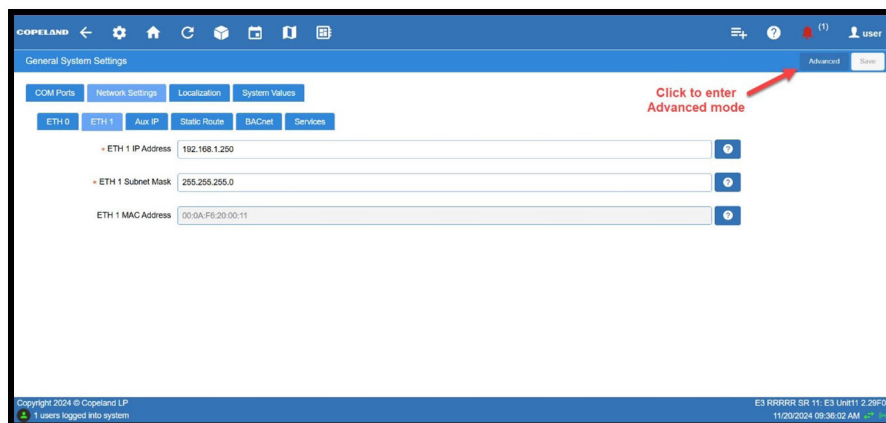 COPELAND (1) user
General System Settings Advanced Save
COM Ports Network Settings Localization System Values
Click to enter
Advanced mode
ETH 0 ETH 1 Aux IP Static Route BACnet Services
* ETH 1 IP Address 192.168.1.250 ?
* ETH 1 Subnet Mask 255.255.255.0 ?
ETH 1 MAC Address 00:0A:F6:20:00:11 ?
Copyright 2024 © Copeland LP E3 RRRRR SR 11: E3 Unit11 2.29F0
1 users logged into system 11/20/2024 09:36:02 AM